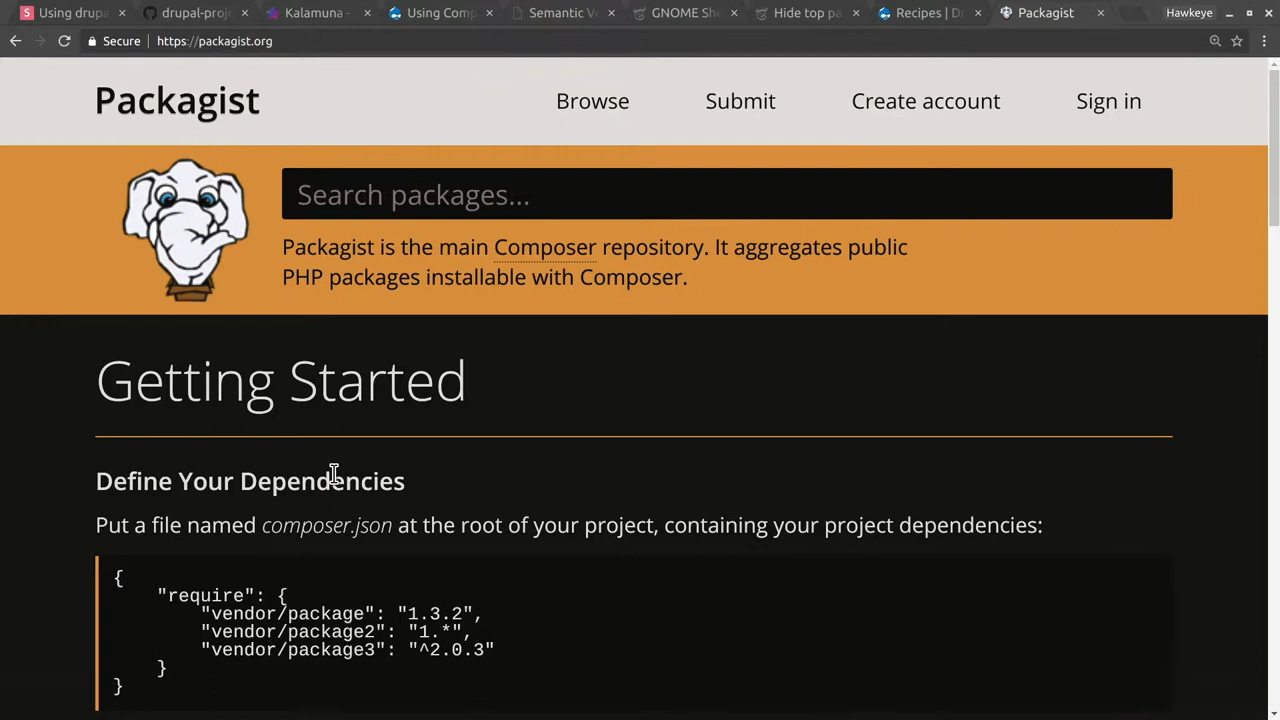 Using drupa
drupal-proje
Kalamuna -
Using Comp
Semantic Ve
GNOME She
Hide top pa
Recipes | Dr
Packagist
Hawkeye
Secure
https://packagist.org
Packagist
Browse
Submit
Create account
Sign in
Search packages...
Packagist is the main Composer repository. It aggregates public
PHP packages installable with Composer.
Getting Started
Define Your Dependencies
Put a file named composer.json at the root of your project, containing your project dependencies:
{
"require": {
"vendor/package": "1.3.2",
"vendor/package2": "1.*",
"vendor/package3": "^2.0.3"
}
}